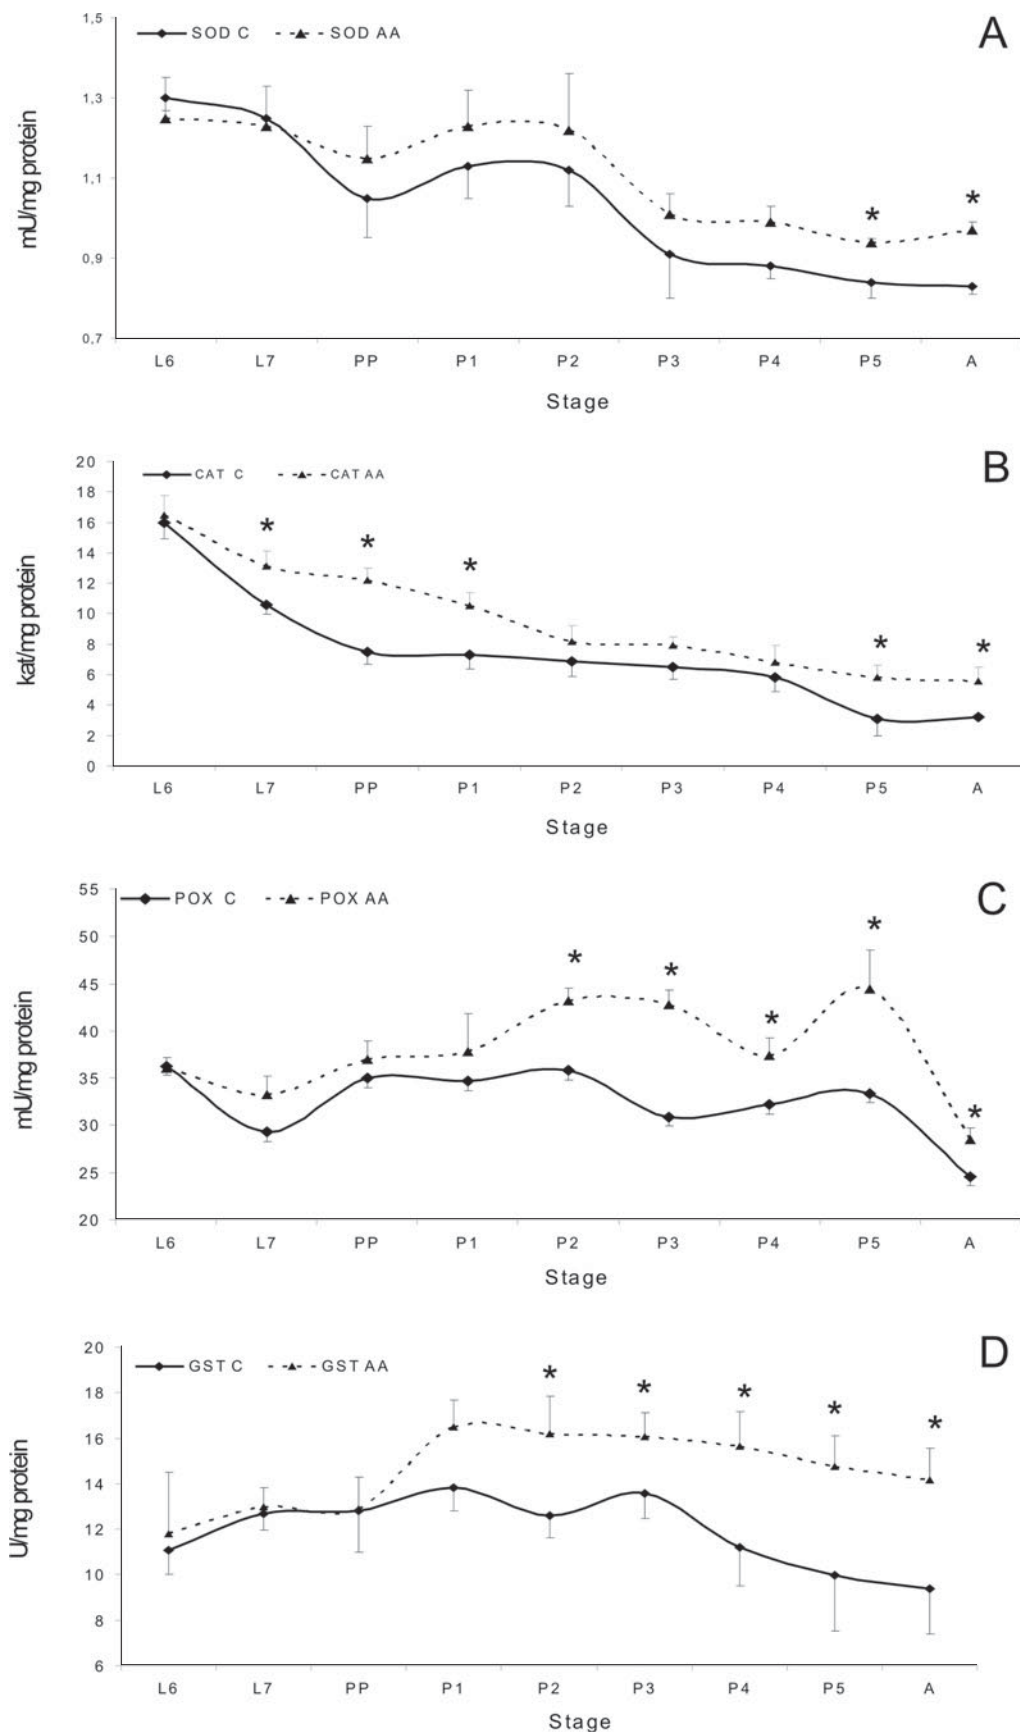 SOD C SOD AA
A
mU/mg protein
1,5
1,3
1,1
0,9
0,7
* *
L6 L7 PP P1 P2 P3 P4 P5 A
Stage
CAT C CAT AA
B
kat/mg protein
20
18
16
14
12
10
8
6
4
2
0
* * * * *
L6 L7 PP P1 P2 P3 P4 P5 A
Stage
POX C POX AA
C
mU/mg protein
55
50
45
40
35
30
25
20
* * * * *
L6 L7 PP P1 P2 P3 P4 P5 A
Stage
GST C GST AA
D
U/mg protein
20
18
16
14
12
10
8
6
* * * * *
L6 L7 PP P1 P2 P3 P4 P5 A
Stage